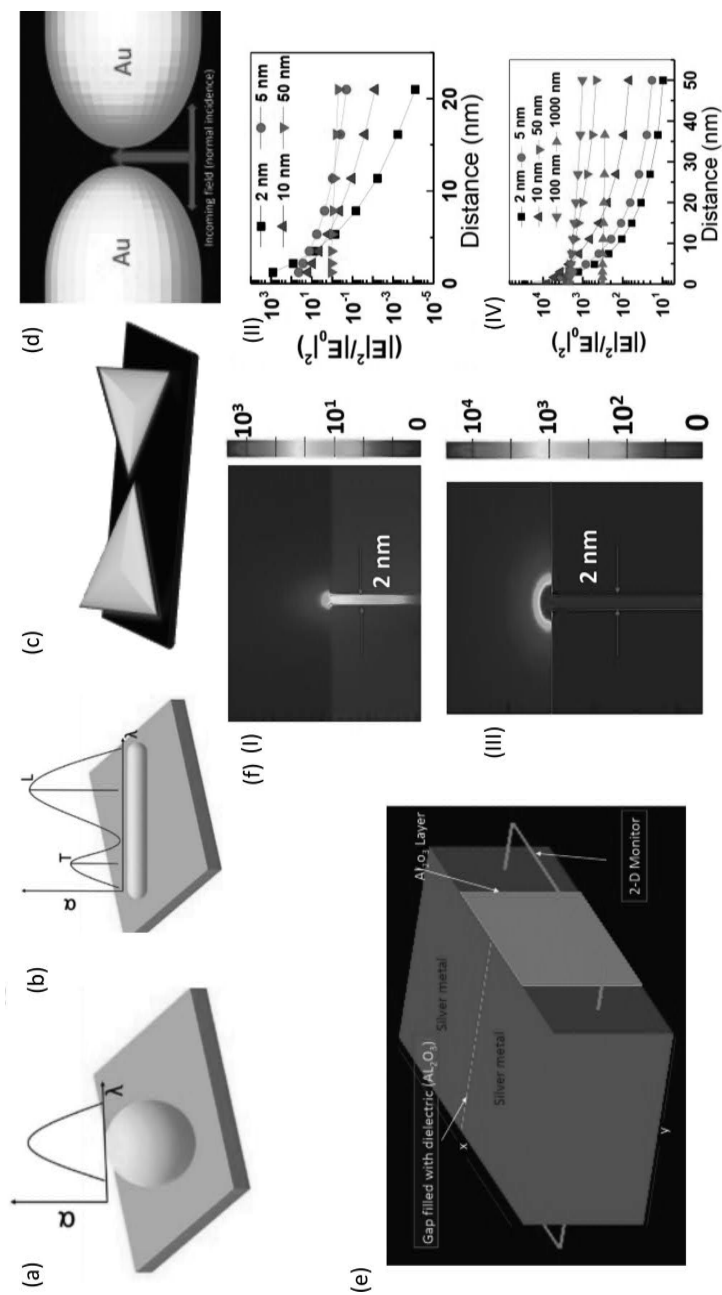 (a)
α
λ
(b)
α
T
L
λ
(c)
(d)
Au
Au
Incoming field (normal incidence)
(e)
Gap filled with dielectric (AL₂O₃)
x
Silver metal
Silver metal
y
AL₂O₃ Layer
2-D Monitor
(f) (I)
2 nm
10³
10¹
0
(II)
(|E|²/|E₀|²)
10³
10¹
10⁻¹
10⁻³
10⁻⁵
2 nm
5 nm
10 nm
50 nm
0
10
20
Distance (nm)
(III)
2 nm
10⁴
10³
10²
0
(IV)
(|E|²/|E₀|²)
10⁴
10³
10²
10¹
2 nm
5 nm
10 nm
50 nm
100 nm
1000 nm
0
10
20
30
40
50
Distance (nm)